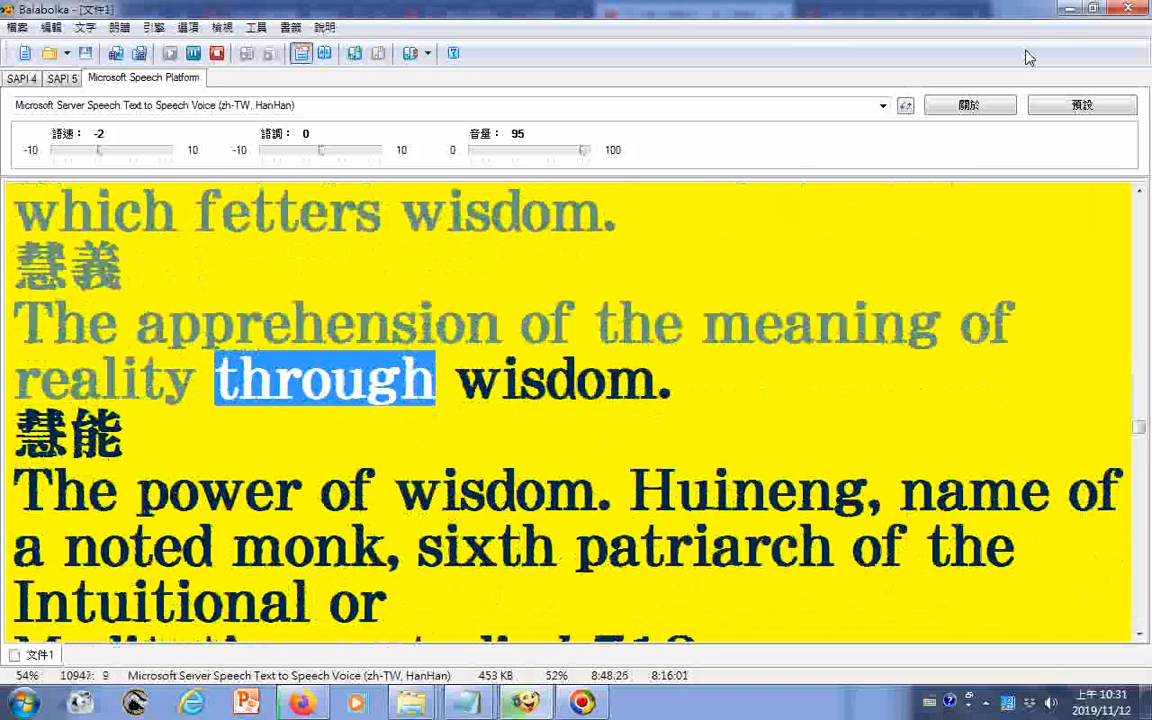 Balabolka - [文件1]
檔案 編輯 文字 朗讀 引擎 選項 檢視 工具 書籤 說明
SAPI 4 SAPI 5 Microsoft Speech Platform
Microsoft Server Speech Text to Speech Voice (zh-TW, HanHan) 關於 預設
語速： -2 語調： 0 音量： 95
-10 10 -10 10 0 100
which fetters wisdom.
慧義
The apprehension of the meaning of
reality through wisdom.
慧能
The power of wisdom. Huineng, name of
a noted monk, sixth patriarch of the
Intuitional or
文件1
54% 10947: 9 Microsoft Server Speech Text to Speech Voice (zh-TW, HanHan) 453 KB 52% 8:48:25 8:16:01
上午 10:31
2019/11/12